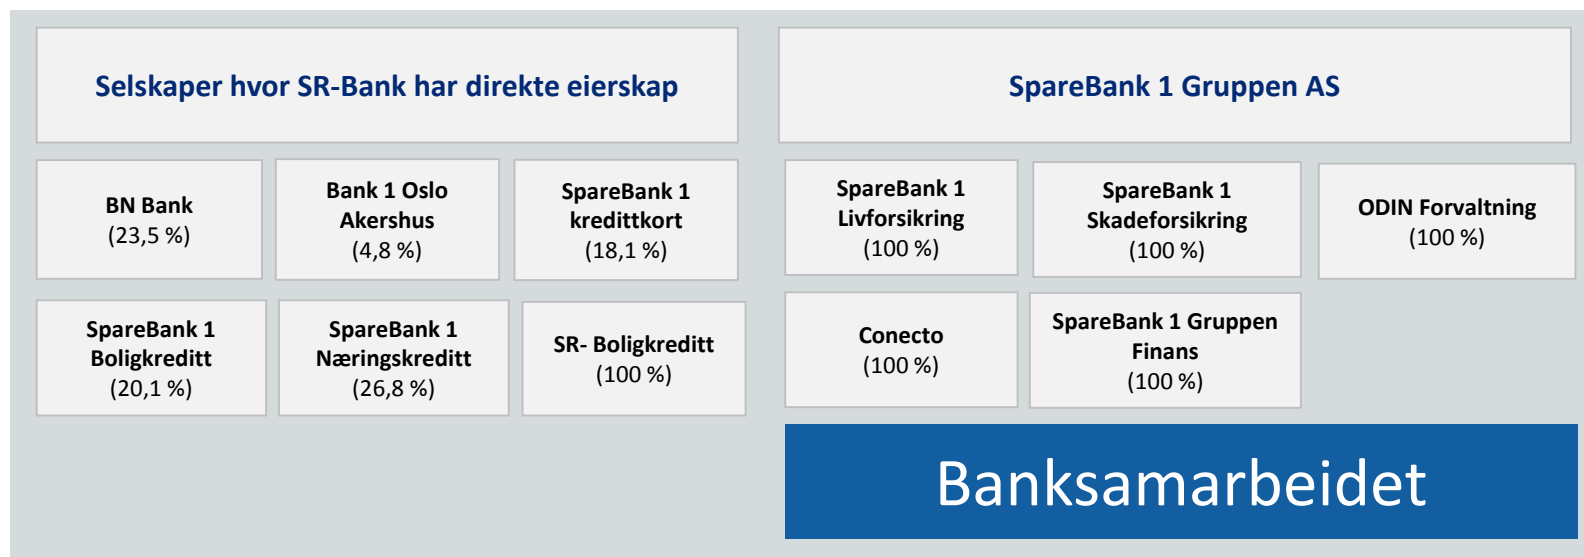 Selskaper hvor SR-Bank har direkte eierskap
BN Bank
(23,5 %)
Bank 1 Oslo
Akershus
(4,8 %)
SpareBank 1
kredittkort
(18,1 %)
SpareBank 1
Boligkreditt
(20,1 %)
SpareBank 1
Næringskreditt
(26,8 %)
SR- Boligkreditt
(100 %)
SpareBank 1 Gruppen AS
SpareBank 1
Livforsikring
(100 %)
SpareBank 1
Skadeforsikring
(100 %)
ODIN Forvaltning
(100 %)
Conecto
(100 %)
SpareBank 1 Gruppen
Finans
(100 %)
Banksamarbeidet